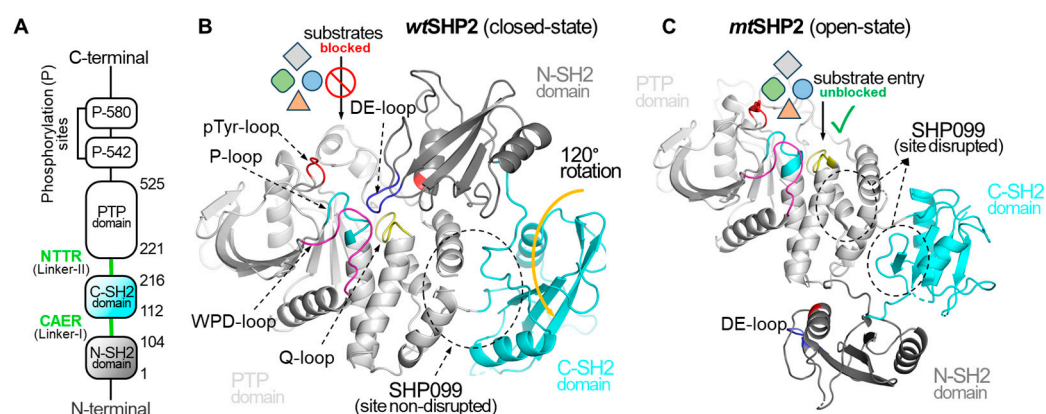 A
C-terminal
Phosphorylation (P)
sites
P-580
P-542
525
PTP
domain
221
NTTR
(Linker-II)
216
C-SH2
domain
112
CAER
(Linker-I)
104
N-SH2
domain
1
N-terminal
B
wtSHP2 (closed-state)
substrates
blocked
N-SH2
domain
DE-loop
pTyr-loop
P-loop
120°
rotation
WPD-loop
Q-loop
PTP
domain
SHP099
(site non-disrupted)
C-SH2
domain
C
mtSHP2 (open-state)
PTP
domain
substrate entry
unblocked
SHP099
(site disrupted)
C-SH2
domain
DE-loop
N-SH2
domain